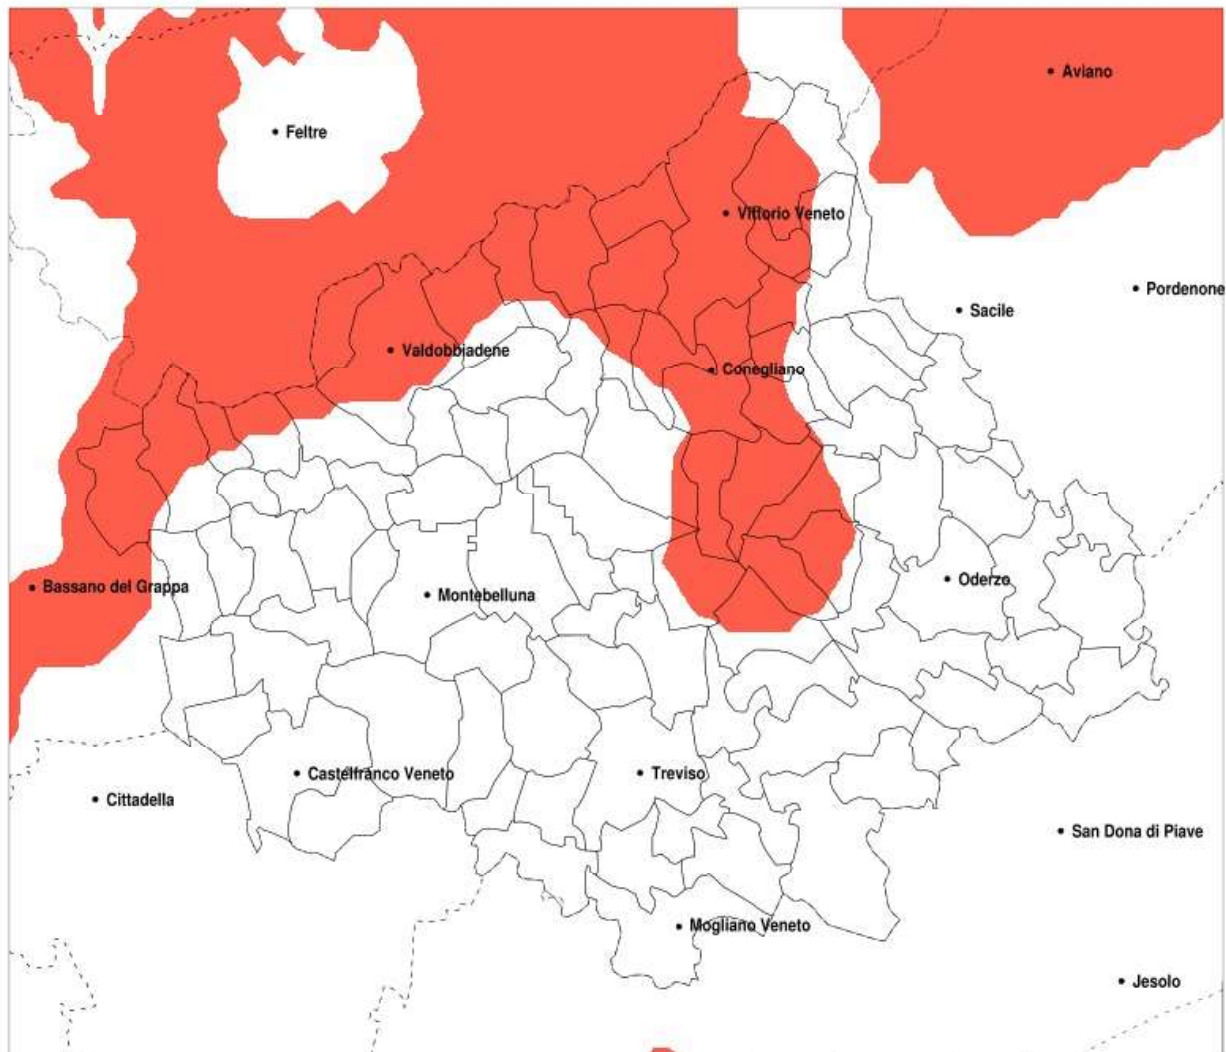 Aviano
Feltre
Vittorio Veneto
Pordenone
Sacile
Valdobbiadene
Conegliano
Bassano del Grappa
Oderzo
Montebelluna
Castelfranco Veneto
Treviso
Cittadella
San Dona di Piave
Mogliano Veneto
Jesolo